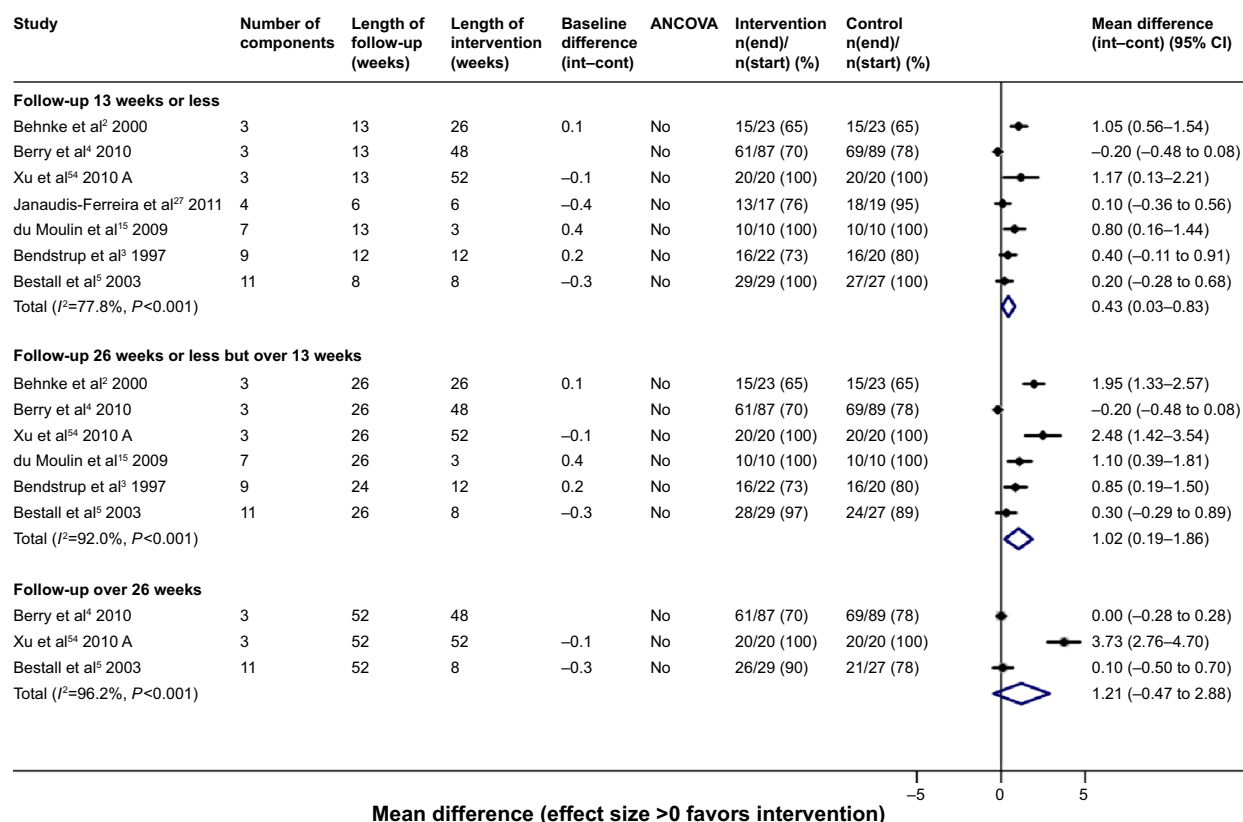 Study Number of components Length of follow-up (weeks) Length of intervention (weeks) Baseline difference (int–cont) ANCOVA Intervention n(end)/ n(start) (%) Control n(end)/ n(start) (%) Mean difference (int–cont) (95% CI)
Follow-up 13 weeks or less
Behnke et al² 2000 3 13 26 0.1 No 15/23 (65) 15/23 (65) 1.05 (0.56–1.54)
Berry et al⁴ 2010 3 13 48 No 61/87 (70) 69/89 (78) –0.20 (–0.48 to 0.08)
Xu et al⁵⁴ 2010 A 3 13 52 –0.1 No 20/20 (100) 20/20 (100) 1.17 (0.13–2.21)
Janaudis-Ferreira et al²⁷ 2011 4 6 6 –0.4 No 13/17 (76) 18/19 (95) 0.10 (–0.36 to 0.56)
du Moulin et al¹⁵ 2009 7 13 3 0.4 No 10/10 (100) 10/10 (100) 0.80 (0.16–1.44)
Bendstrup et al³ 1997 9 12 12 0.2 No 16/22 (73) 16/20 (80) 0.40 (–0.11 to 0.91)
Bestall et al⁵ 2003 11 8 8 –0.3 No 29/29 (100) 27/27 (100) 0.20 (–0.28 to 0.68)
Total (I²=77.8%, P<0.001) 0.43 (0.03–0.83)
Follow-up 26 weeks or less but over 13 weeks
Behnke et al² 2000 3 26 26 0.1 No 15/23 (65) 15/23 (65) 1.95 (1.33–2.57)
Berry et al⁴ 2010 3 26 48 No 61/87 (70) 69/89 (78) –0.20 (–0.48 to 0.08)
Xu et al⁵⁴ 2010 A 3 26 52 –0.1 No 20/20 (100) 20/20 (100) 2.48 (1.42–3.54)
du Moulin et al¹⁵ 2009 7 26 3 0.4 No 10/10 (100) 10/10 (100) 1.10 (0.39–1.81)
Bendstrup et al³ 1997 9 24 12 0.2 No 16/22 (73) 16/20 (80) 0.85 (0.19–1.50)
Bestall et al⁵ 2003 11 26 8 –0.3 No 28/29 (97) 24/27 (89) 0.30 (–0.29 to 0.89)
Total (I²=92.0%, P<0.001) 1.02 (0.19–1.86)
Follow-up over 26 weeks
Berry et al⁴ 2010 3 52 48 No 61/87 (70) 69/89 (78) 0.00 (–0.28 to 0.28)
Xu et al⁵⁴ 2010 A 3 52 52 –0.1 No 20/20 (100) 20/20 (100) 3.73 (2.76–4.70)
Bestall et al⁵ 2003 11 52 8 –0.3 No 26/29 (90) 21/27 (78) 0.10 (–0.50 to 0.70)
Total (I²=96.2%, P<0.001) 1.21 (–0.47 to 2.88)
–5 0 5
Mean difference (effect size >0 favors intervention)